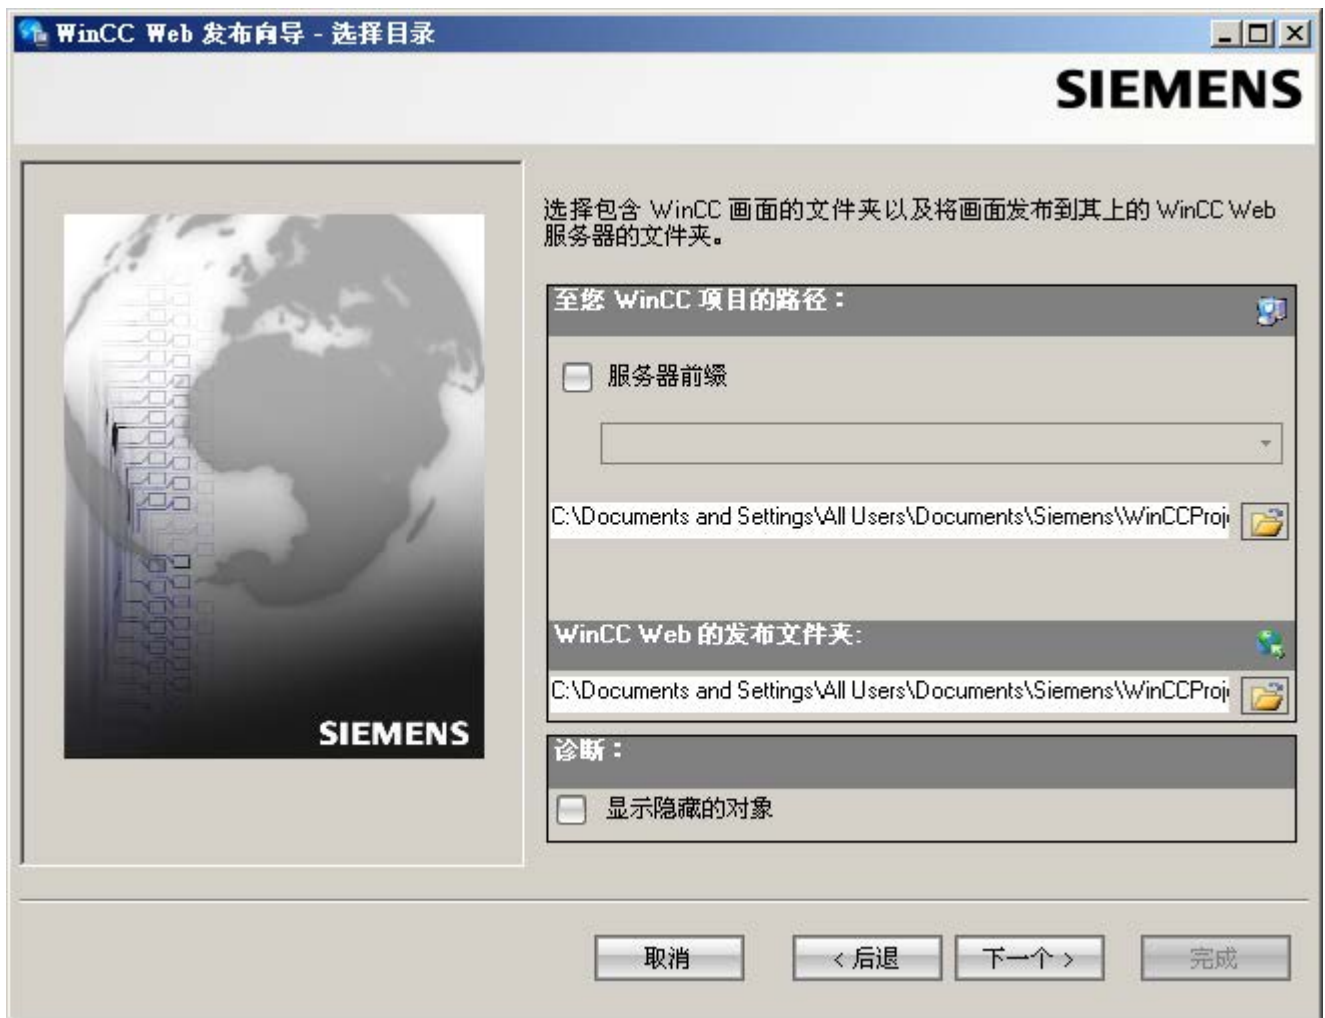 WinCC Web 发布向导 - 选择目录
SIEMENS
选择包含 WinCC 画面的文件夹以及将画面发布到其上的 WinCC Web
服务器的文件夹。
至您 WinCC 项目的路径：
服务器前缀
C:\Documents and Settings\All Users\Documents\Siemens\WinCCProj
WinCC Web 的发布文件夹:
C:\Documents and Settings\All Users\Documents\Siemens\WinCCProj
SIEMENS
诊断：
显示隐藏的对象
取消
< 后退
下一个 >
完成